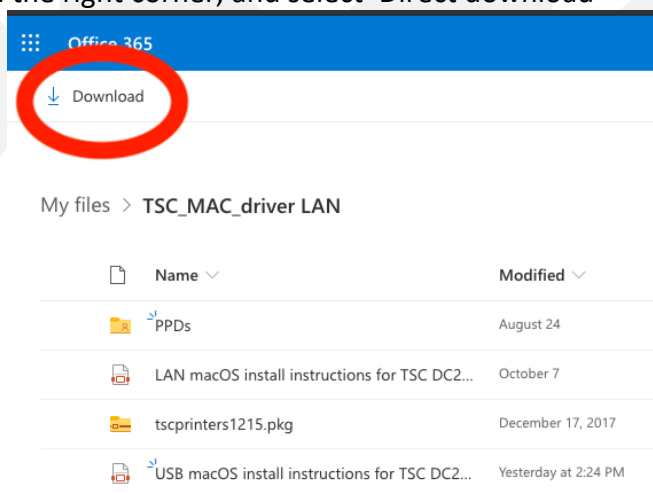 the right corner, and select "Direct download"
Office 365
Download
My files > TSC_MAC_driver LAN
Name Modified
PPDs August 24
LAN macOS install instructions for TSC DC2... October 7
tscprinters1215.pkg December 17, 2017
USB macOS install instructions for TSC DC2... Yesterday at 2:24 PM